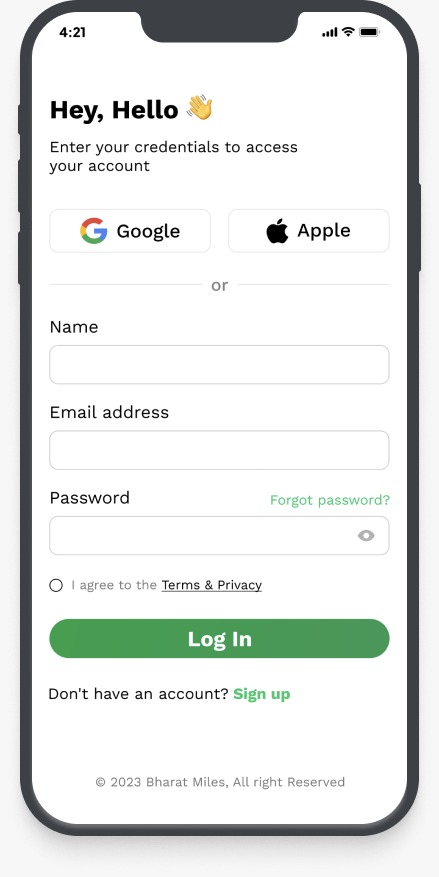 4:21
Hey, Hello 👋
Enter your credentials to access
your account
Google
Apple
or
Name
Email address
Password
Forgot password?
I agree to the Terms & Privacy
Log In
Don't have an account? Sign up
© 2023 Bharat Miles, All right Reserved